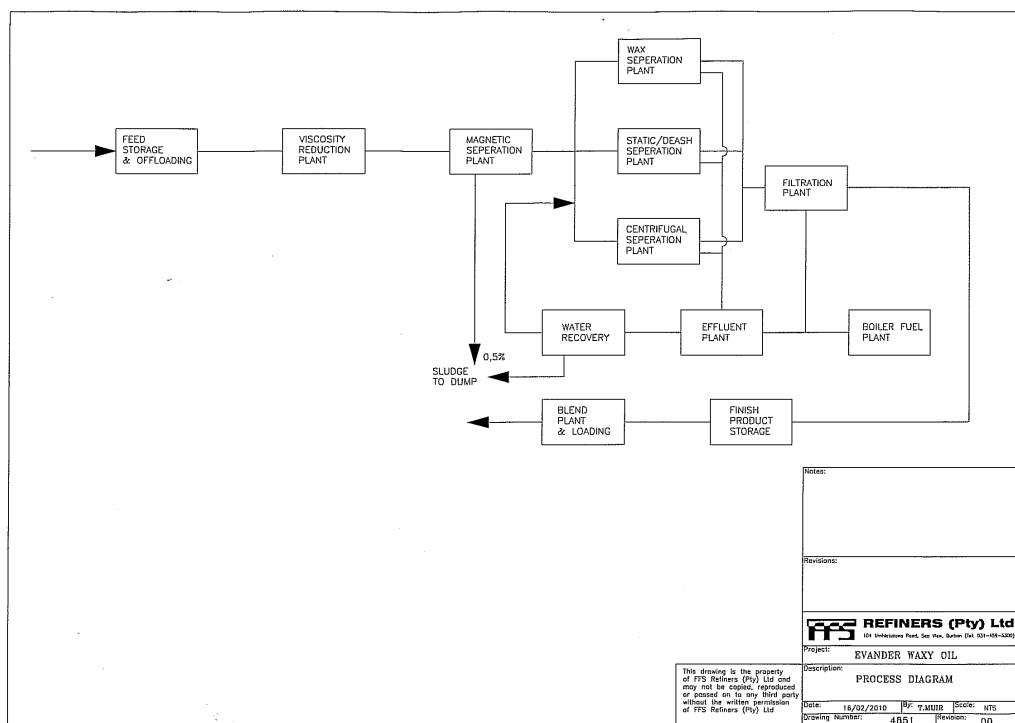 WAX
SEPERATION
PLANT
FEED
STORAGE
& OFFLOADING
VISCOSITY
REDUCTION
PLANT
MAGNETIC
SEPERATION
PLANT
STATIC/DEASH
SEPERATION
PLANT
FILTRATION
PLANT
CENTRIFUGAL
SEPERATION
PLANT
WATER
RECOVERY
EFFLUENT
PLANT
BOILER FUEL
PLANT
0,5%
SLUDGE
TO DUMP
BLEND
PLANT
& LOADING
FINISH
PRODUCT
STORAGE
Notes:
Revisions:
FFS REFINERS (Pty) Ltd
Project: EVANDER WAXY OIL
Description:
PROCESS DIAGRAM
This drawing is the property
of FFS Refiners (Pty) Ltd and
may not be copied, reproduced
or passed on to any third party
without the written permission
of FFS Refiners (Pty) Ltd
Date: 16/02/2010 By: T.MUIR Scale: NTS
Drawing Number: 4851 Revision: 00